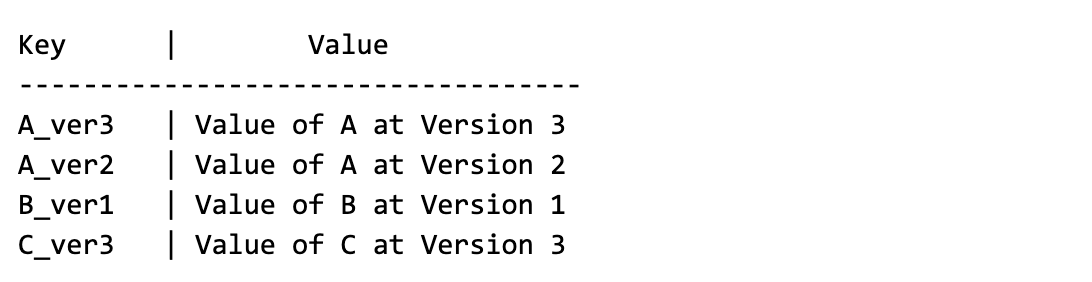 Key      |        Value
-----------------------------------
A_ver3   | Value of A at Version 3
A_ver2   | Value of A at Version 2
B_ver1   | Value of B at Version 1
C_ver3   | Value of C at Version 3